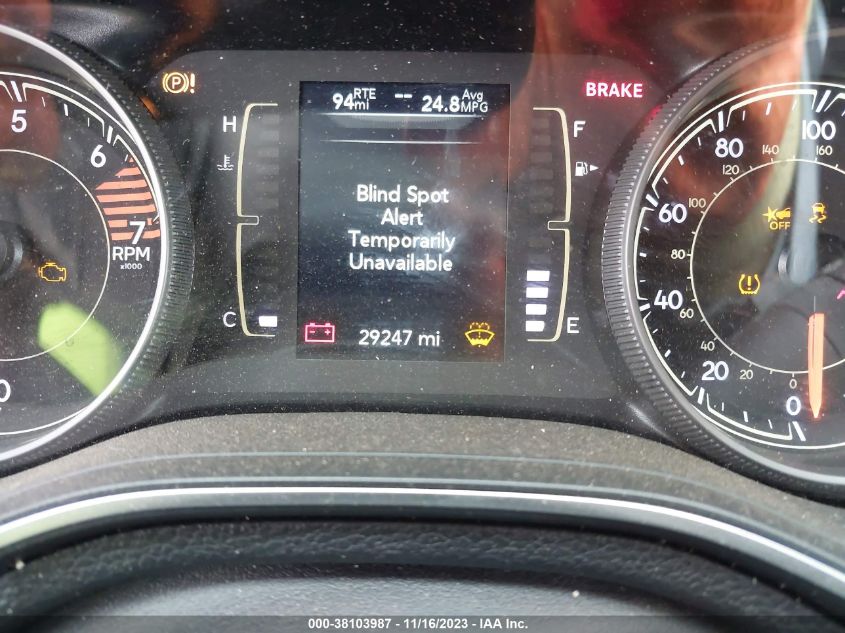 94 RTE mi -- 24.8 Avg MPG
BRAKE
P !
H
F
Blind Spot
Alert
Temporarily
Unavailable
C
E
29247 mi
5
6
7
RPM
x1000
0
100
80
60
40
20
0
160
140
120
100
80
60
40
20
0
OFF
000-38103987 - 11/16/2023 - IAA Inc.